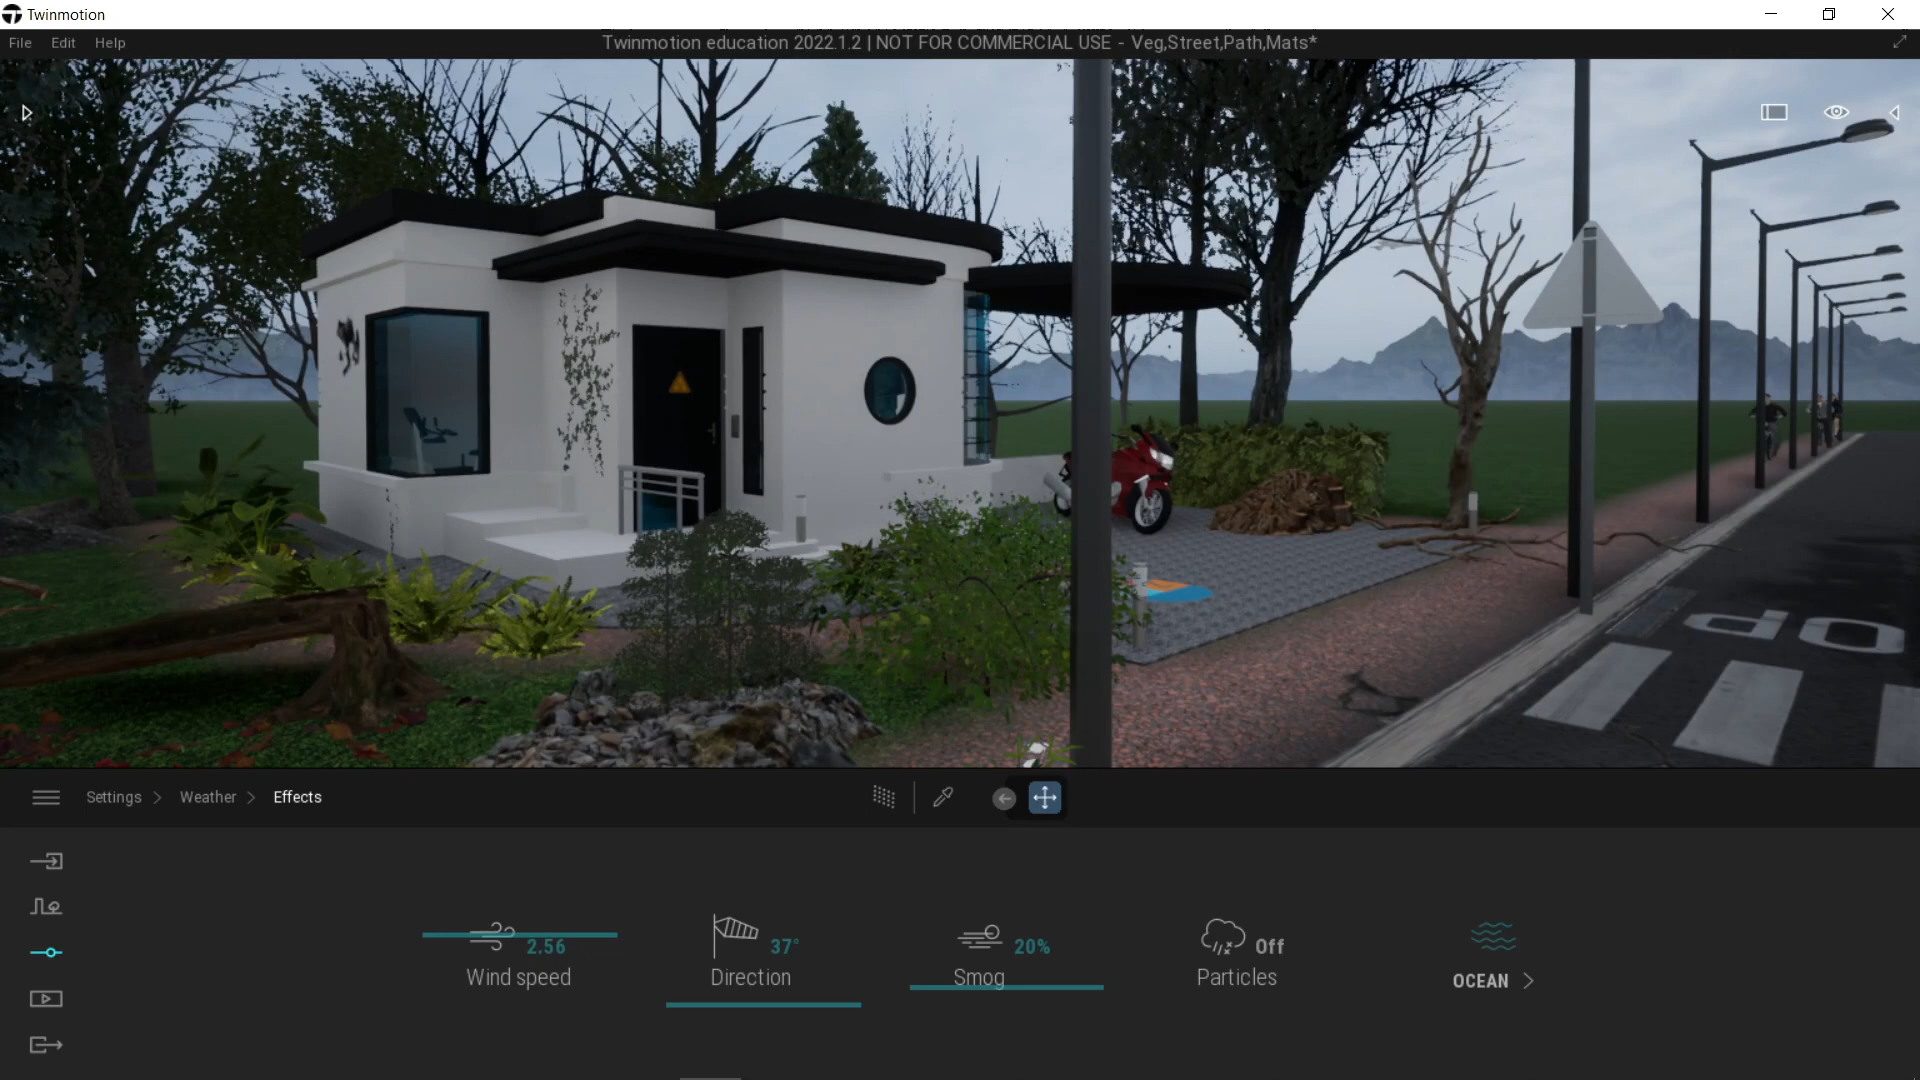 Twinmotion
File Edit Help
Twinmotion education 2022.1.2 | NOT FOR COMMERCIAL USE - Veg,Street,Path,Mats*
Settings > Weather > Effects
2.56
Wind speed
37°
Direction
20%
Smog
Off
Particles
OCEAN >